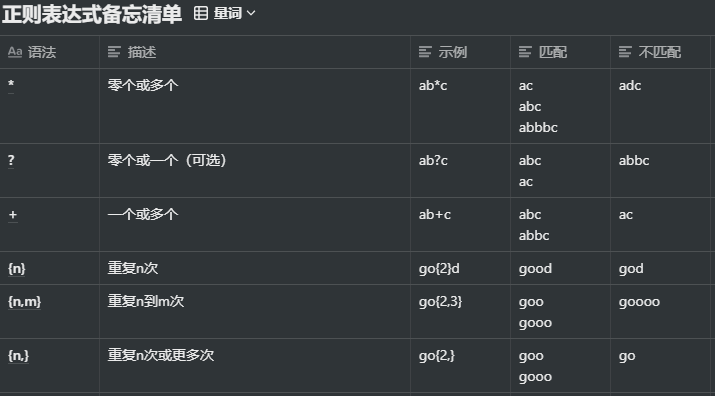 正则表达式备忘清单 量词
Aa 语法 描述 示例 匹配 不匹配
* 零个或多个 ab*c ac adc
abc
abbbc
? 零个或一个（可选） ab?c abc abbc
ac
+ 一个或多个 ab+c abc ac
abbc
{n} 重复n次 go{2}d good god
{n,m} 重复n到m次 go{2,3} goo goooo
gooo
{n,} 重复n次或更多次 go{2,} goo go
gooo